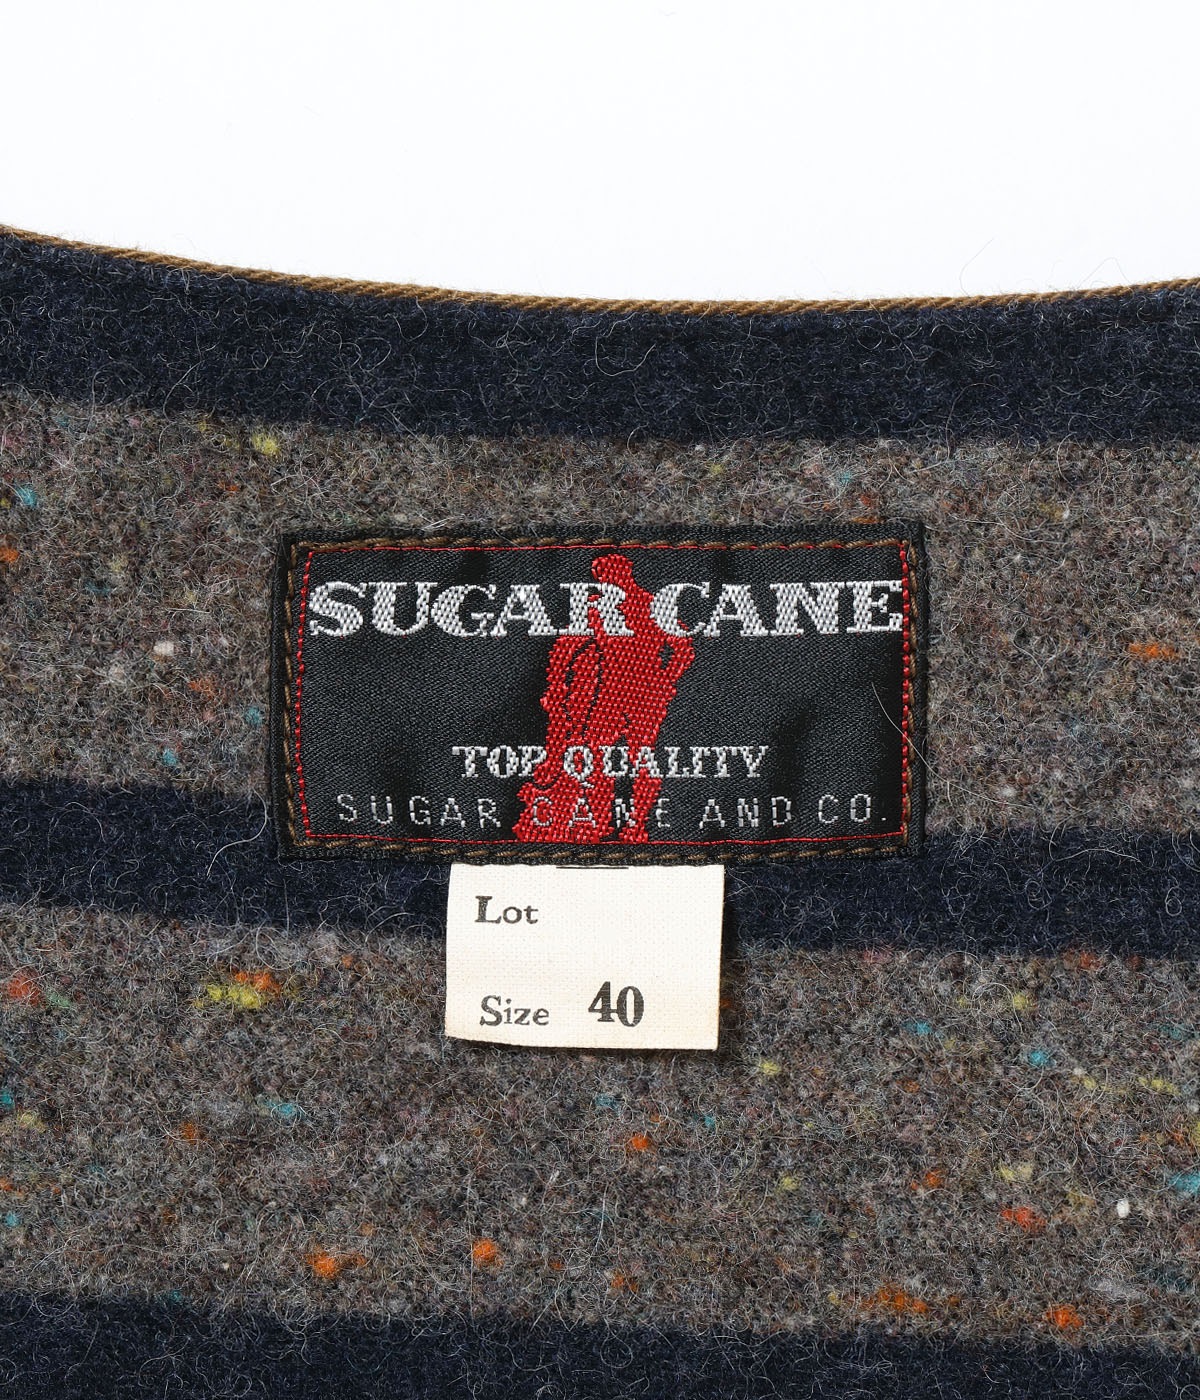 SUGAR CANE
TOP QUALITY
SUGAR CANE AND CO.
Lot
Size 40